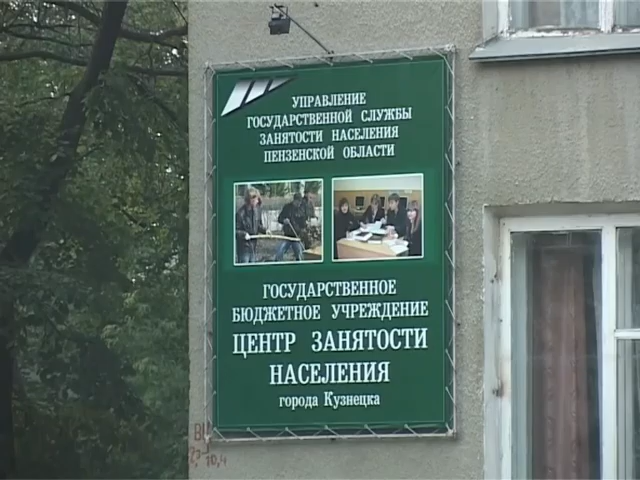 УПРАВЛЕНИЕ
ГОСУДАРСТВЕННОЙ СЛУЖБЫ
ЗАНЯТОСТИ НАСЕЛЕНИЯ
ПЕНЗЕНСКОЙ ОБЛАСТИ
ГОСУДАРСТВЕННОЕ
БЮДЖЕТНОЕ УЧРЕЖДЕНИЕ
ЦЕНТР ЗАНЯТОСТИ
НАСЕЛЕНИЯ
города Кузнецка